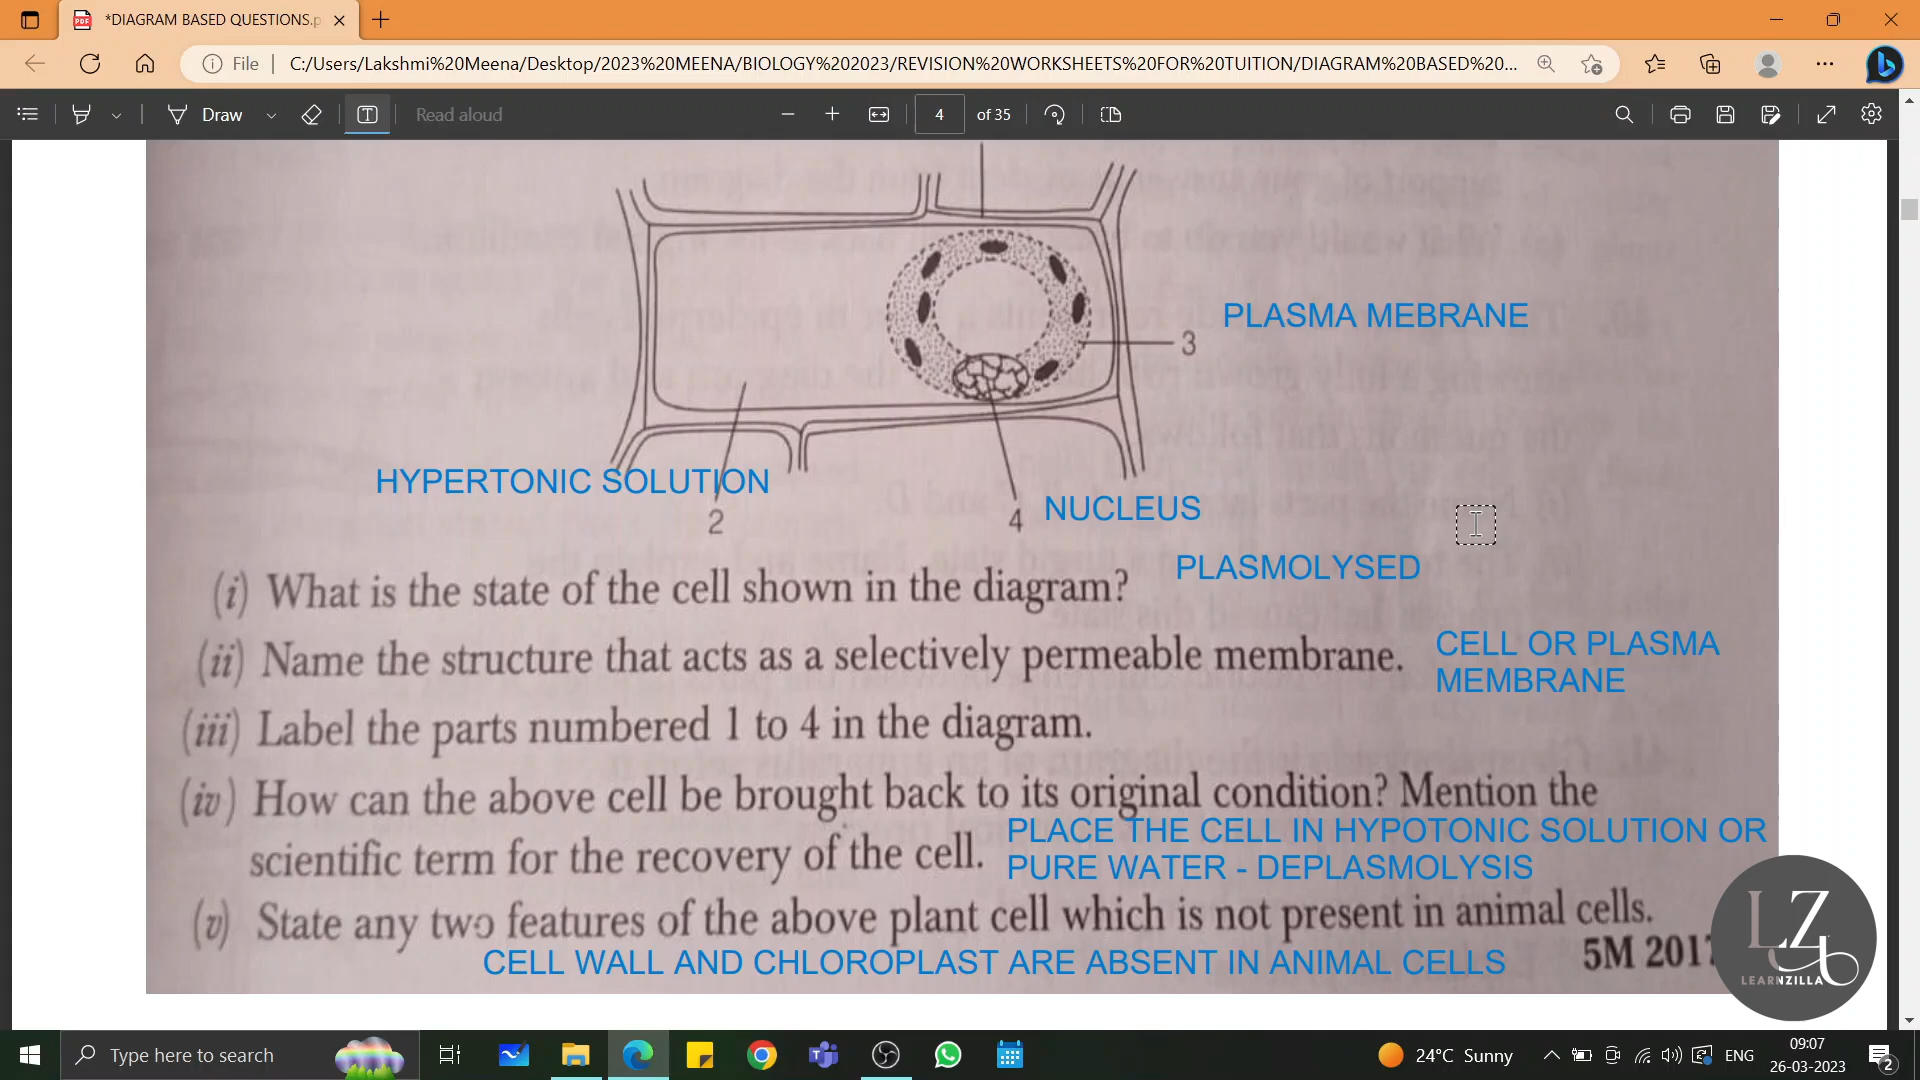 *DIAGRAM BASED QUESTIONS.p
File
C:/Users/Lakshmi%20Meena/Desktop/2023%20MEENA/BIOLOGY%202023/REVISION%20WORKSHEETS%20FOR%20TUITION/DIAGRAM%20BASED%20...
Draw
Read aloud
4 of 35
PLASMA MEBRANE
3
HYPERTONIC SOLUTION
2
4 NUCLEUS
PLASMOLYSED
(i) What is the state of the cell shown in the diagram?
(ii) Name the structure that acts as a selectively permeable membrane.
CELL OR PLASMA
MEMBRANE
(iii) Label the parts numbered 1 to 4 in the diagram.
(iv) How can the above cell be brought back to its original condition? Mention the
scientific term for the recovery of the cell.
PLACE THE CELL IN HYPOTONIC SOLUTION OR
PURE WATER - DEPLASMOLYSIS
(v) State any two features of the above plant cell which is not present in animal cells.
5M 2017
CELL WALL AND CHLOROPLAST ARE ABSENT IN ANIMAL CELLS
LZ
LEARNZILLA
Type here to search
24°C Sunny
ENG
09:07
26-03-2023
2